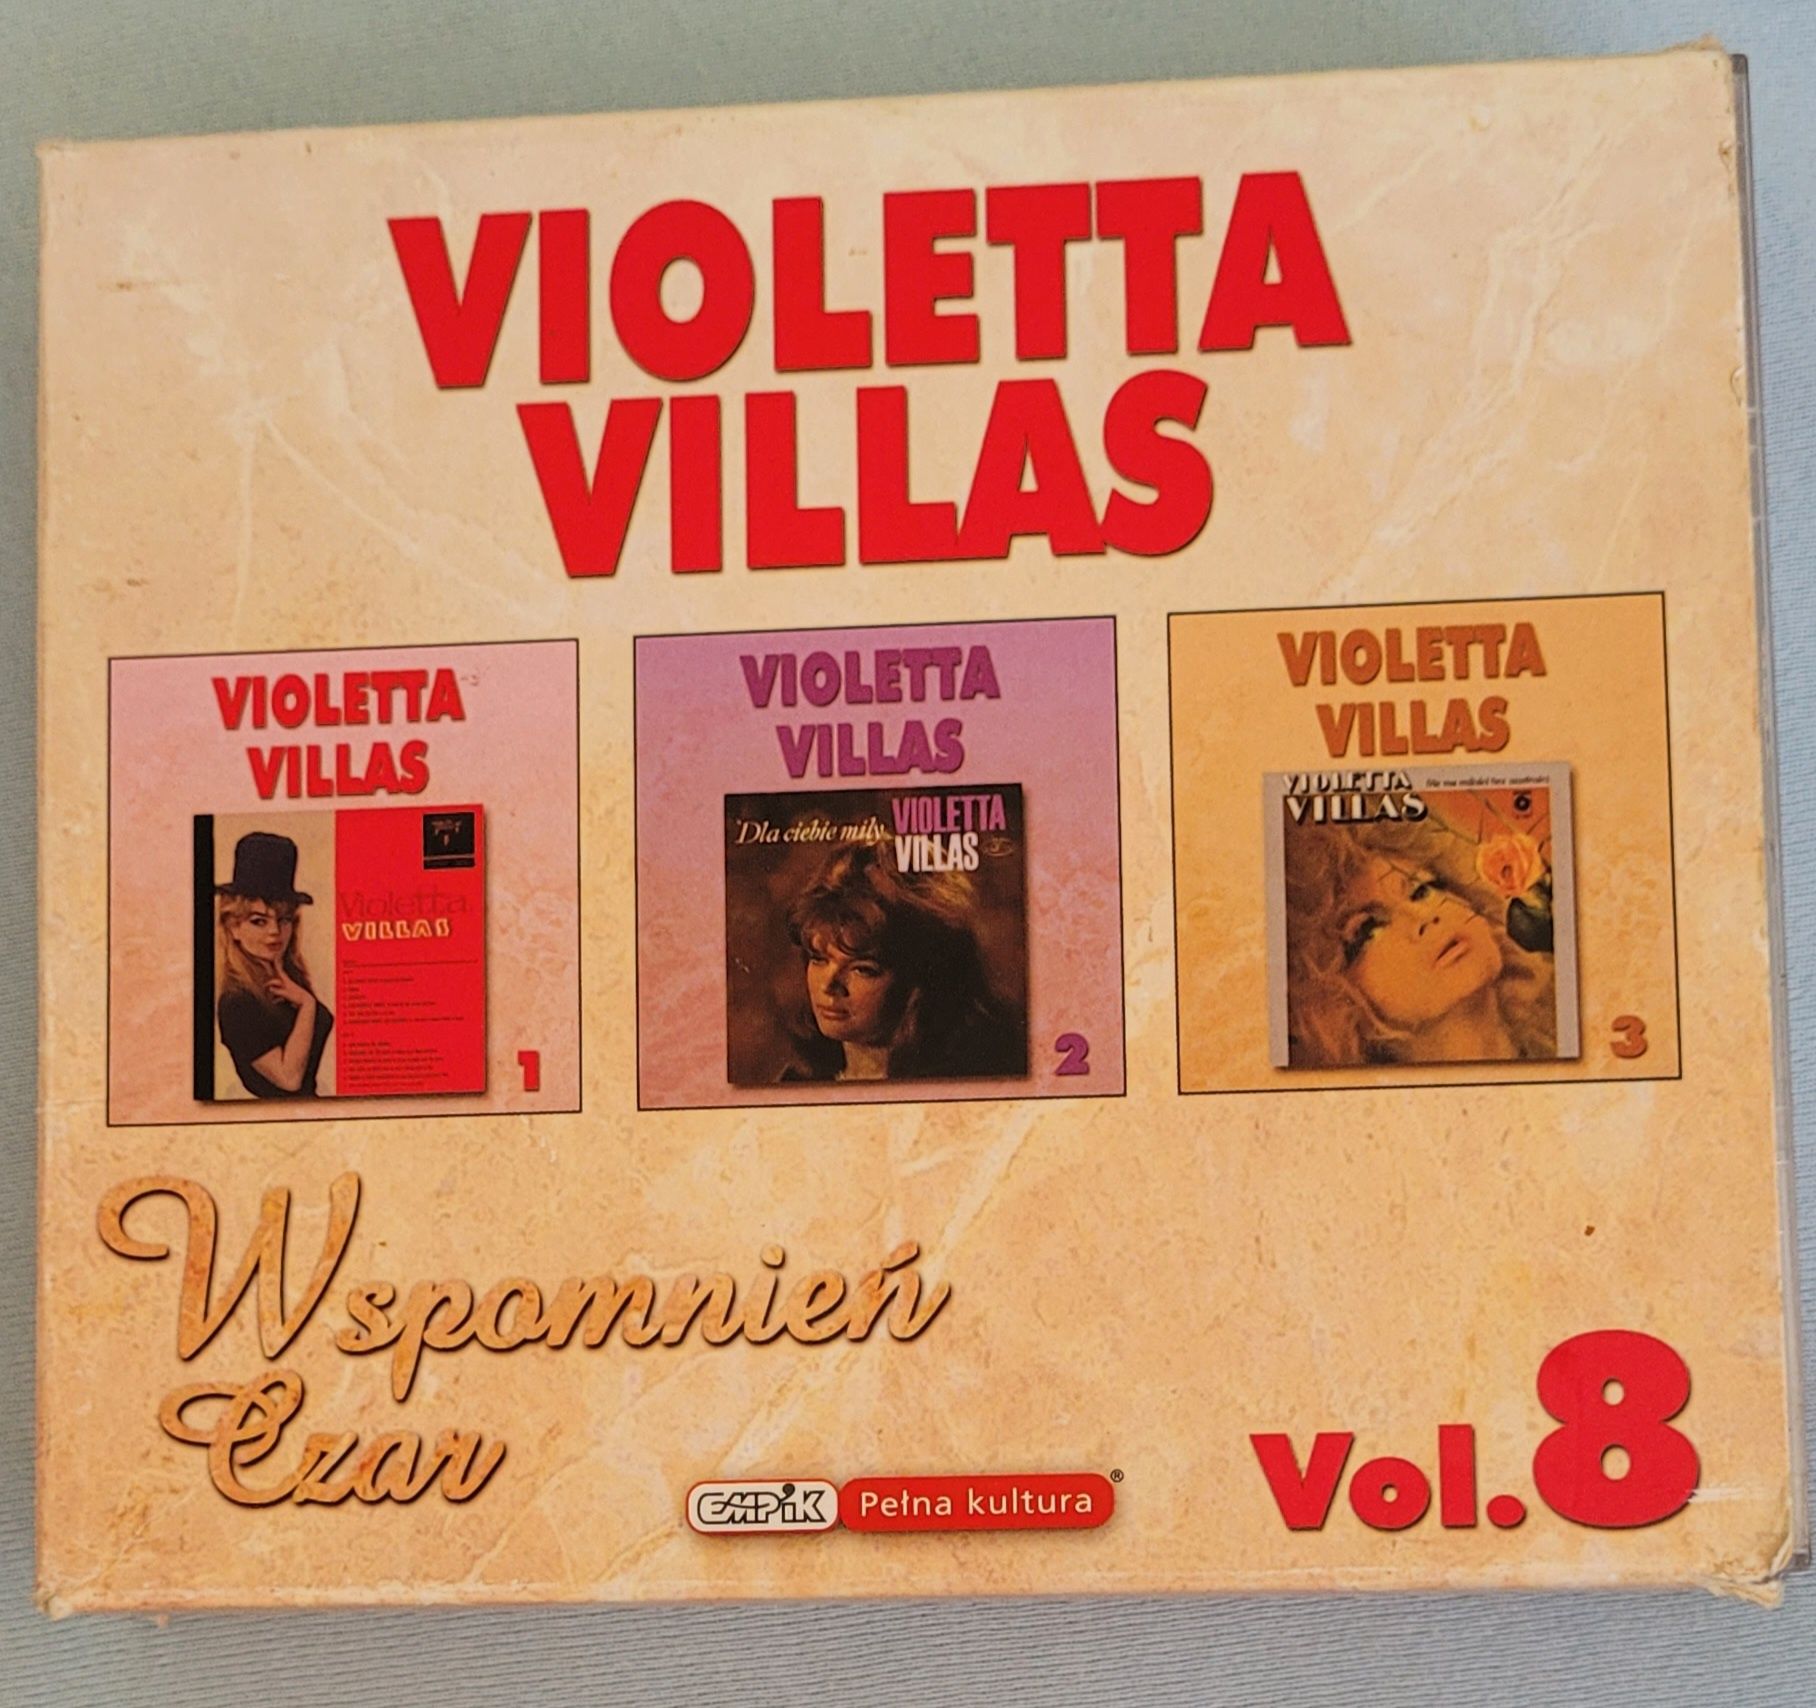 VIOLETTA
VILLAS
VIOLETTA
VILLAS
Violetta
VILLAS
1
VIOLETTA
VILLAS
Dla ciebie miły
VIOLETTA
VILLAS
2
VIOLETTA
VILLAS
VIOLETTA
VILLAS
3
Wspomnień
Czar
EMPiK Pełna kultura®
Vol.8